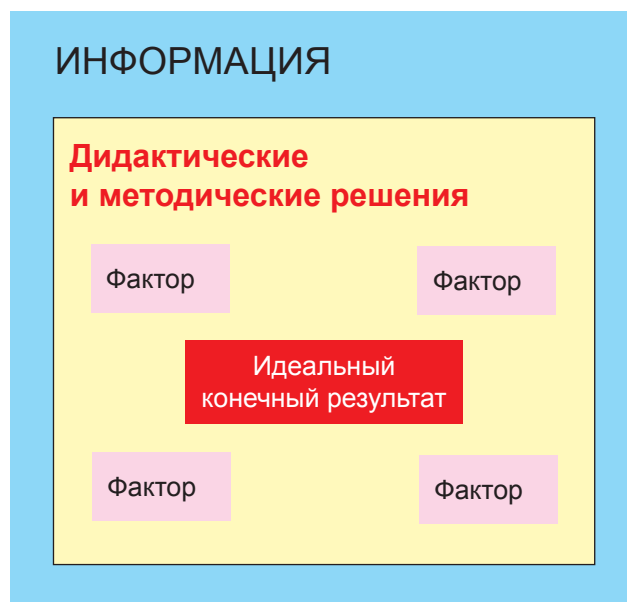 ИНФОРМАЦИЯ
Дидактические
и методические решения
Фактор
Фактор
Идеальный
конечный результат
Фактор
Фактор